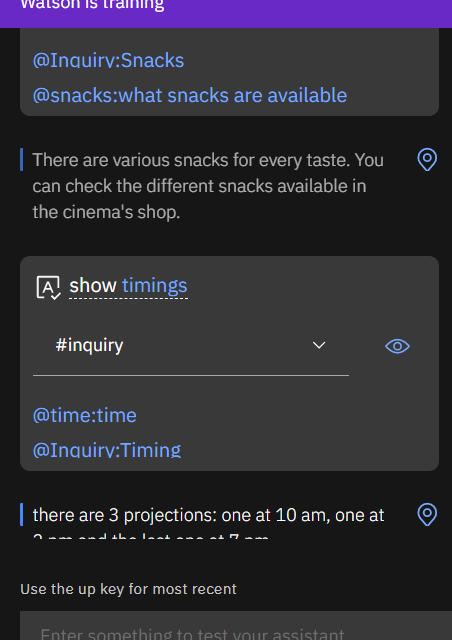 Watson is training
@Inquiry:Snacks
@snacks:what snacks are available
There are various snacks for every taste. You
can check the different snacks available in
the cinema's shop.
show timings
#inquiry
@time:time
@Inquiry:Timing
there are 3 projections: one at 10 am, one at
2 pm and the last one at 7 pm
Use the up key for most recent
Enter something to test your assistant